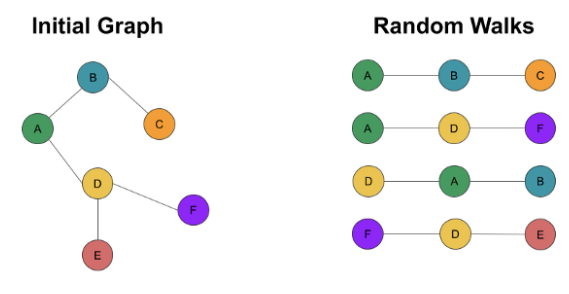 Initial Graph
Random Walks
B
A
C
D
F
E
A B C
A D F
D A B
F D E